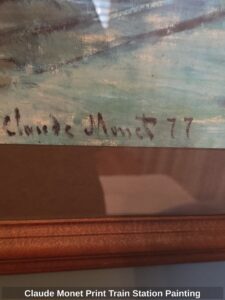 Claude Monet 77
Claude Monet Print Train Station Painting